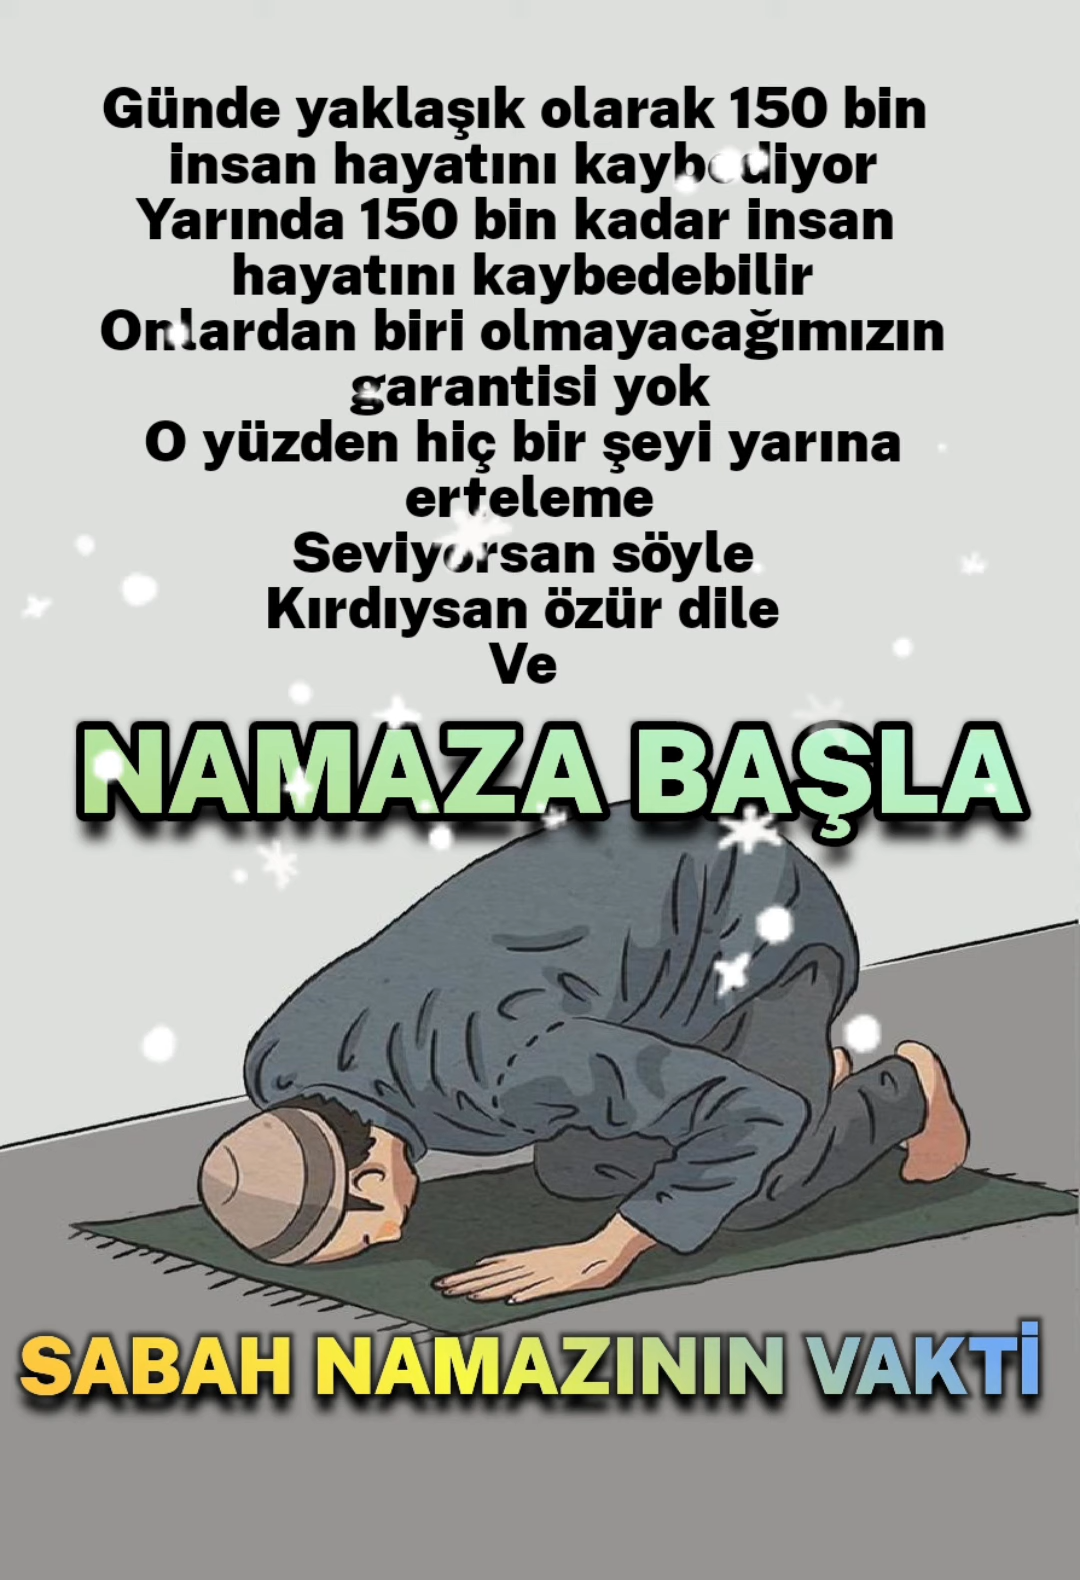 Günde yaklaşık olarak 150 bin
insan hayatını kaybediyor
Yarında 150 bin kadar insan
hayatını kaybedebilir
Onlardan biri olmayacağımızın
garantisi yok
O yüzden hiç bir şeyi yarına
erteleme
Seviyorsan söyle
Kırdıysan özür dile
Ve
NAMAZA BAŞLA
SABAH NAMAZININ VAKTİ